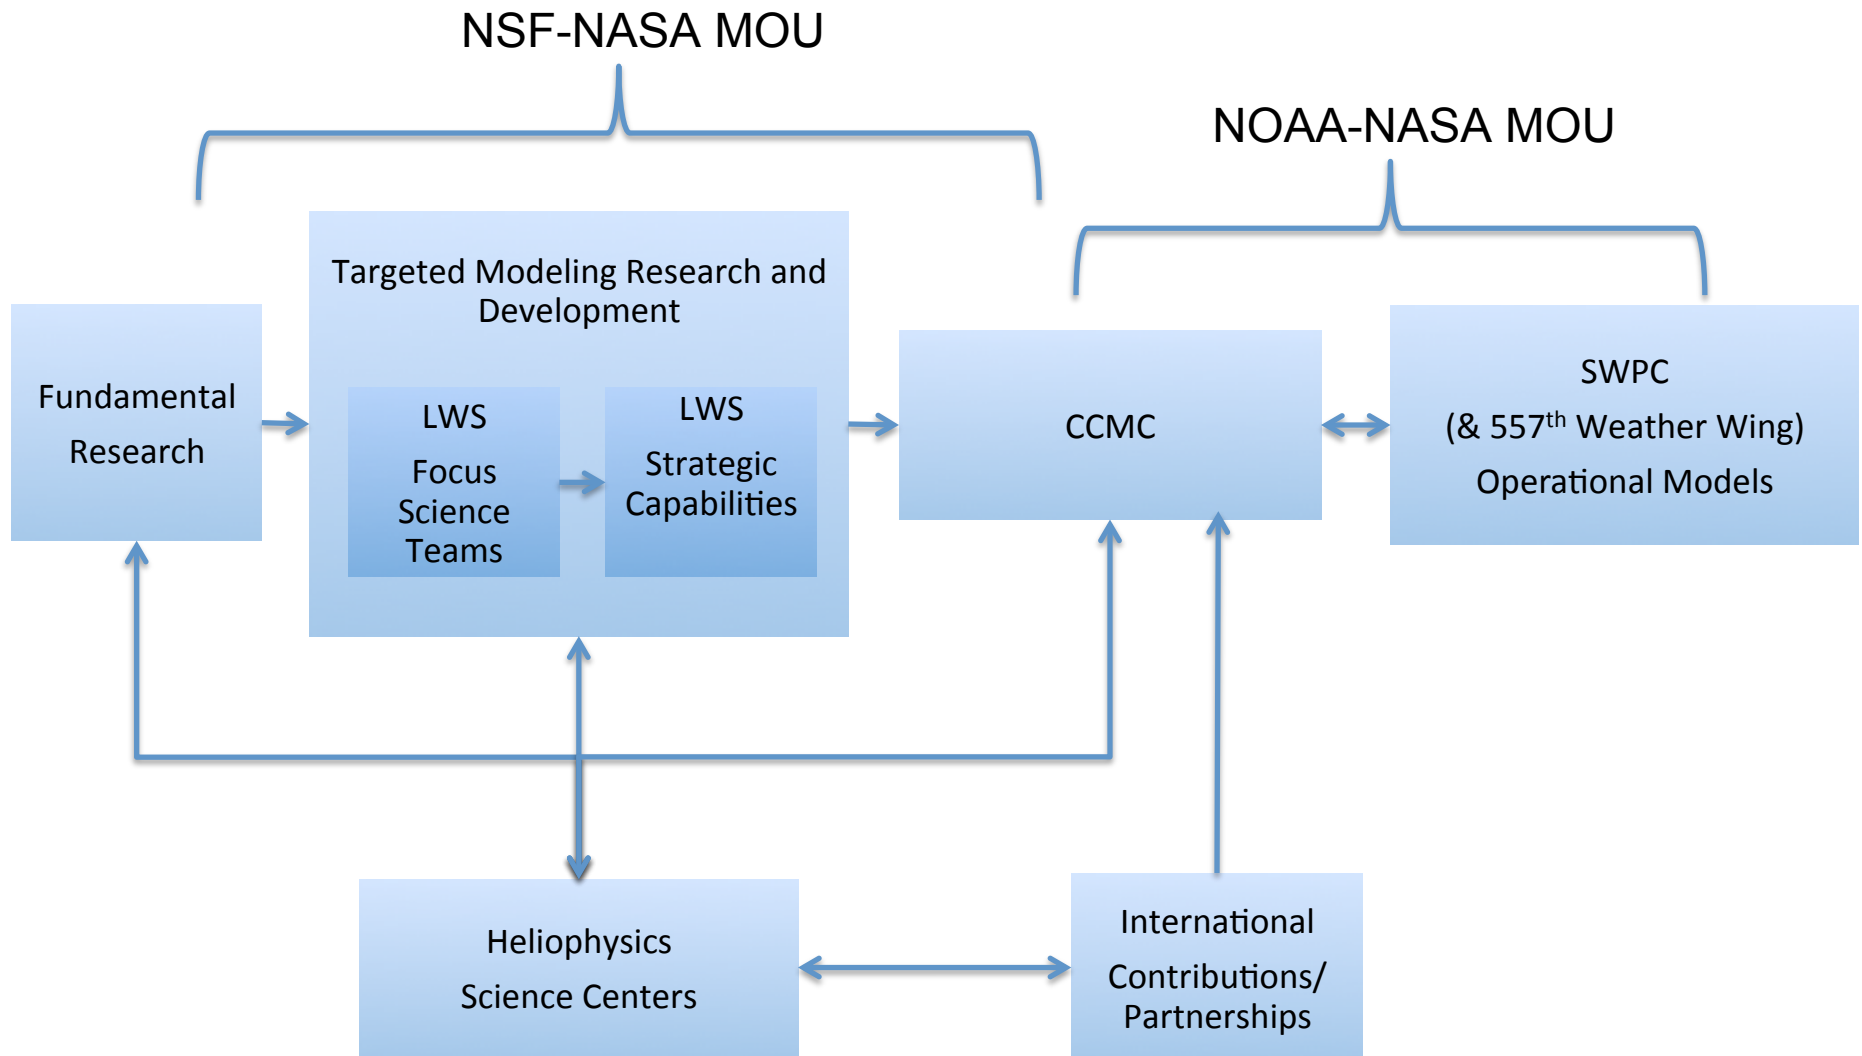 NSF-NASA MOU
NOAA-NASA MOU
Targeted Modeling Research and
Development
Fundamental
Research
LWS
Focus
Science
Teams
LWS
Strategic
Capabilities
CCMC
SWPC
(& 557th Weather Wing)
Operational Models
Heliophysics
Science Centers
International
Contributions/
Partnerships